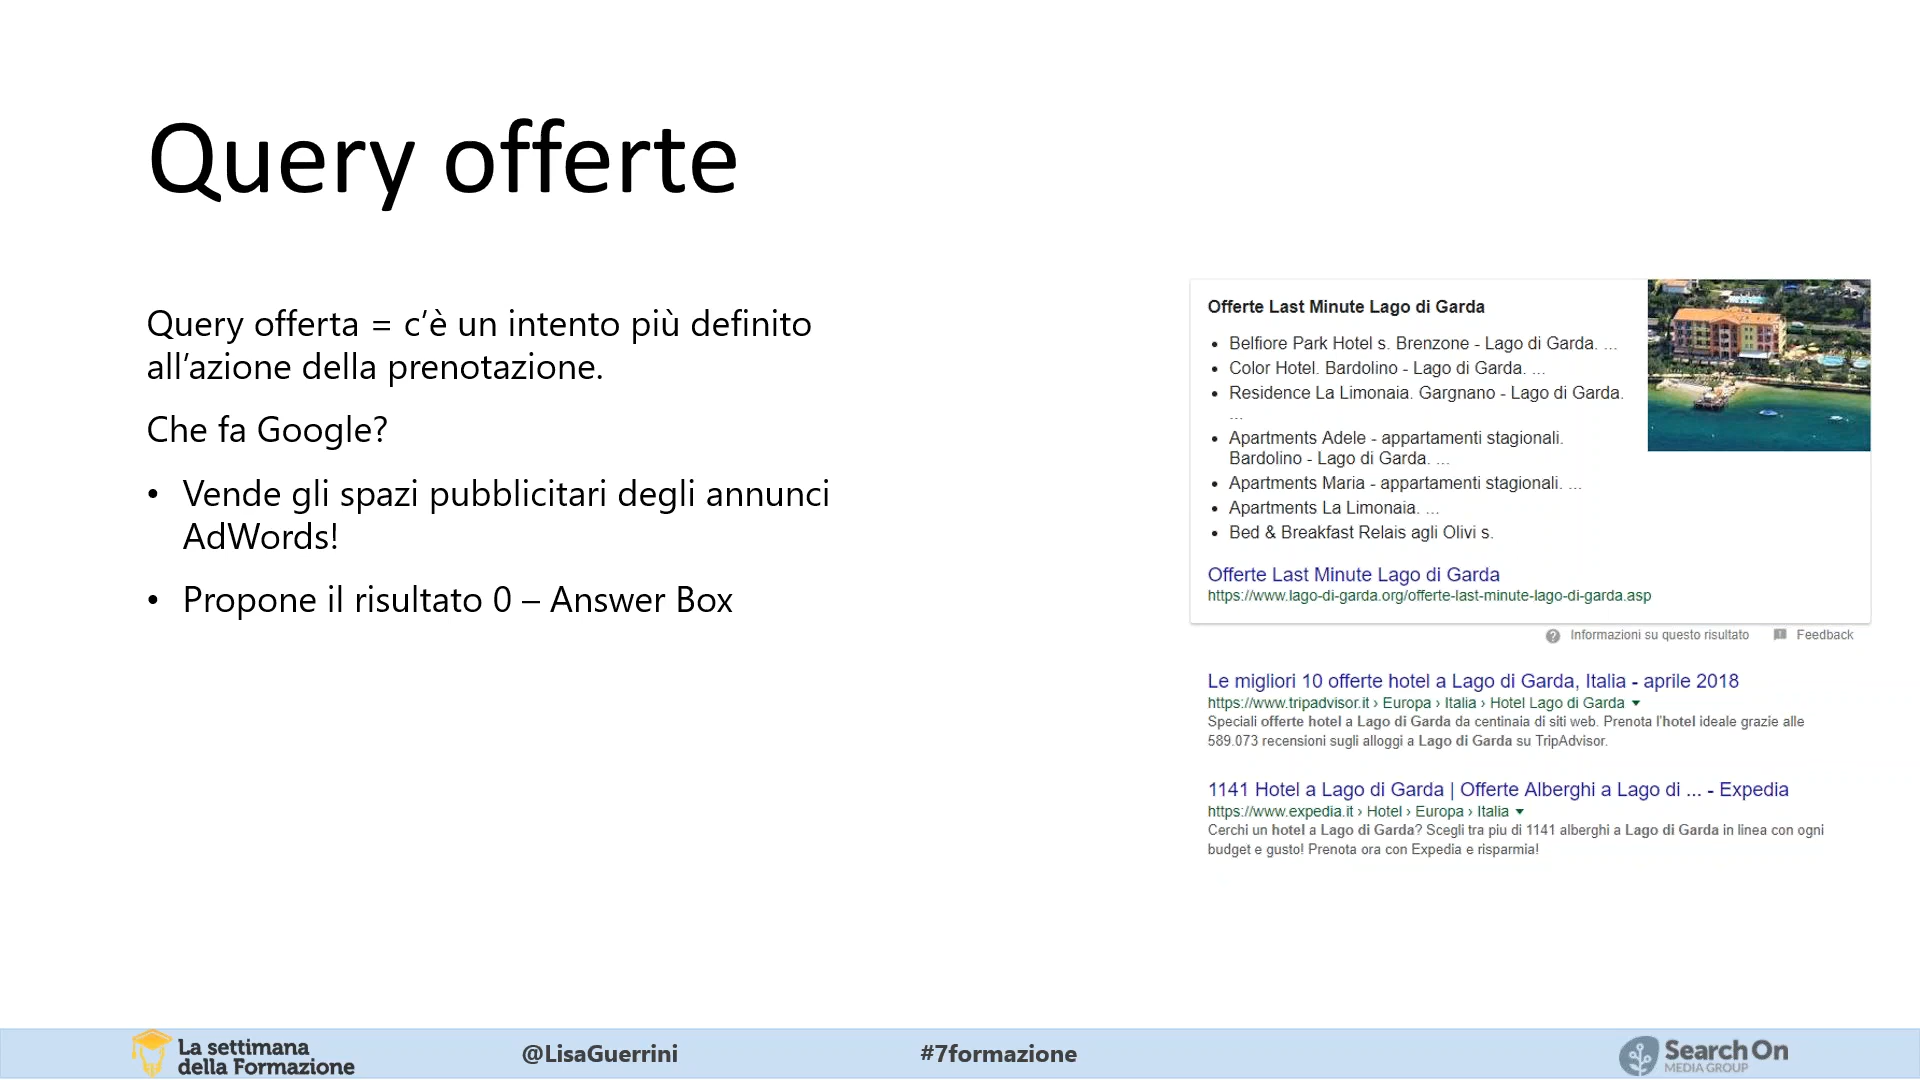 Query offerte
Query offerta = c’è un intento più definito
all’azione della prenotazione.
Che fa Google?
• Vende gli spazi pubblicitari degli annunci
AdWords!
• Propone il risultato 0 – Answer Box
Offerte Last Minute Lago di Garda
• Belfiore Park Hotel s. Brenzone - Lago di Garda. ...
• Color Hotel. Bardolino - Lago di Garda. ...
• Residence La Limonaia. Gargnano - Lago di Garda.
...
• Apartments Adele - appartamenti stagionali.
Bardolino - Lago di Garda. ...
• Apartments Maria - appartamenti stagionali. ...
• Apartments La Limonaia. ...
• Bed & Breakfast Relais agli Olivi s.
Offerte Last Minute Lago di Garda
https://www.lago-di-garda.org/offerte-last-minute-lago-di-garda.asp
Informazioni su questo risultato Feedback
Le migliori 10 offerte hotel a Lago di Garda, Italia - aprile 2018
https://www.tripadvisor.it › Europa › Italia › Hotel Lago di Garda
Speciali offerte hotel a Lago di Garda da centinaia di siti web. Prenota l'hotel ideale grazie alle
589.073 recensioni sugli alloggi a Lago di Garda su TripAdvisor.
1141 Hotel a Lago di Garda | Offerte Alberghi a Lago di ... - Expedia
https://www.expedia.it › Hotel › Europa › Italia
Cerchi un hotel a Lago di Garda? Scegli tra piu di 1141 alberghi a Lago di Garda in linea con ogni
budget e gusto! Prenota ora con Expedia e risparmia!
La settimana
della Formazione
@LisaGuerrini
#7formazione
Search On
MEDIA GROUP